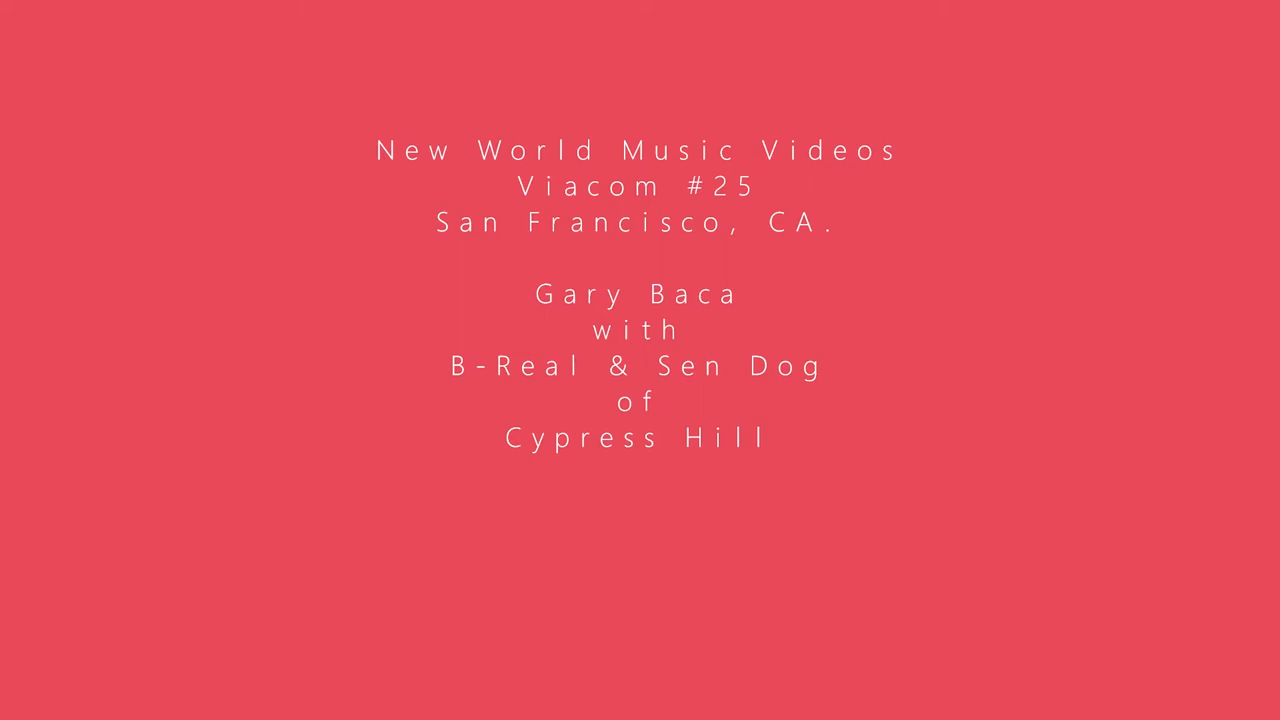 New World Music Videos
Viacom #25
San Francisco, CA.
Gary Baca
with
B-Real & Sen Dog
of
Cypress Hill